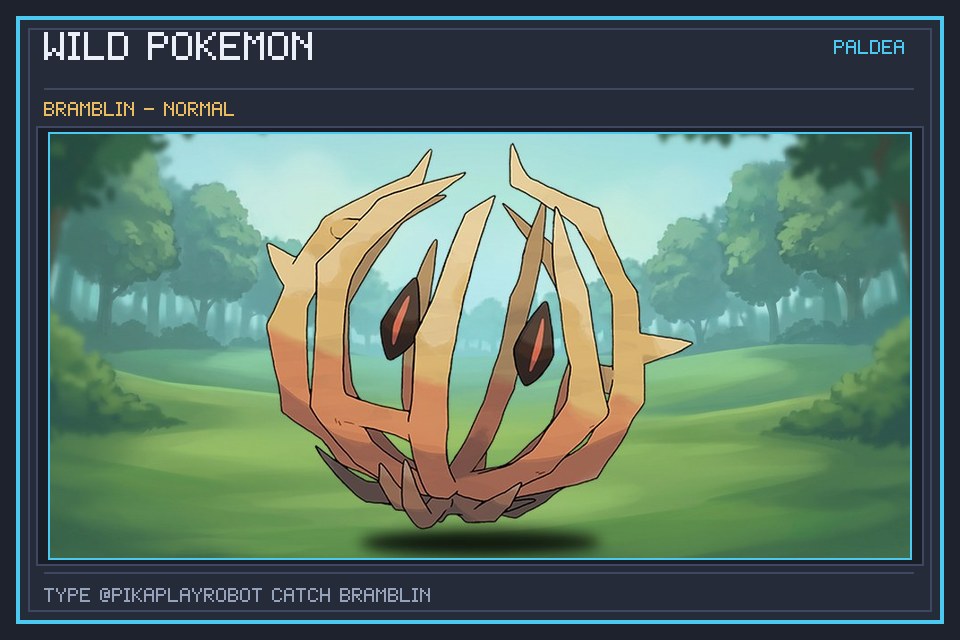 WILD POKEMON
PALDEA
BRAMBLIN - NORMAL
TYPE @PIKAPLAYROBOT CATCH BRAMBLIN